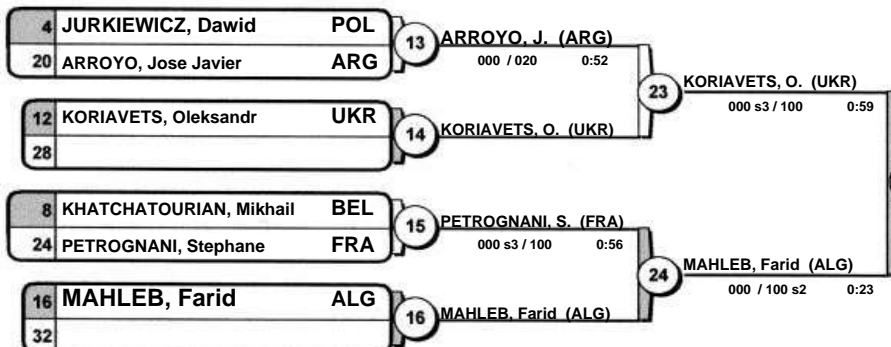 4 JURKIEWICZ, Dawid POL
20 ARROYO, Jose Javier ARG
13
ARROYO, J. (ARG)
000 / 020 0:52
12 KORIAVETS, Oleksandr UKR
28
14
KORIAVETS, O. (UKR)
23
KORIAVETS, O. (UKR)
000 s3 / 100 0:59
8 KHATCHATOURIAN, Mikhail BEL
24 PETROGNANI, Stephane FRA
15
PETROGNANI, S. (FRA)
000 s3 / 100 0:56
16 MAHLEB, Farid ALG
32
16
MAHLEB, Farid (ALG)
24
MAHLEB, Farid (ALG)
000 / 100 s2 0:23